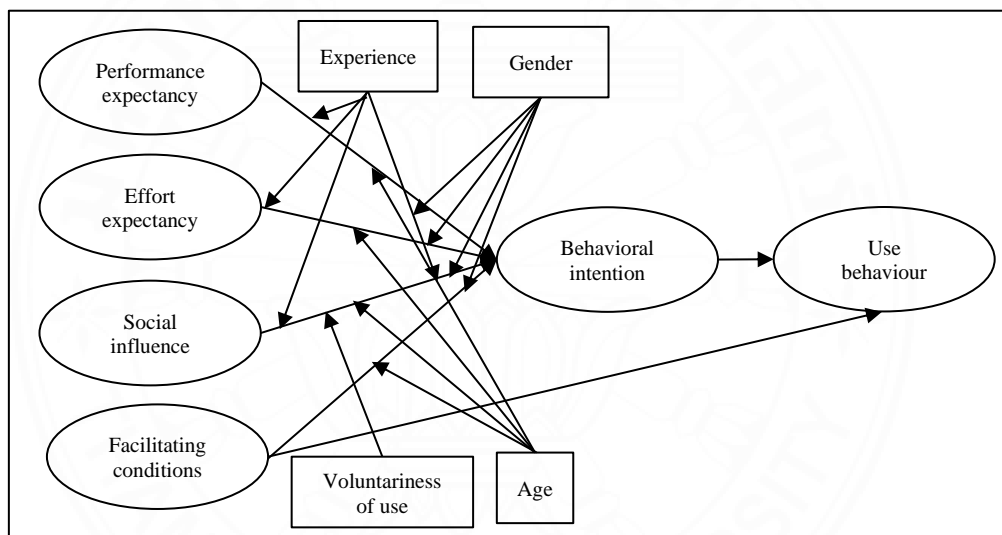 Performance
expectancy
Experience
Gender
Effort
expectancy
Behavioral
intention
Use
behaviour
Social
influence
Facilitating
conditions
Voluntariness
of use
Age